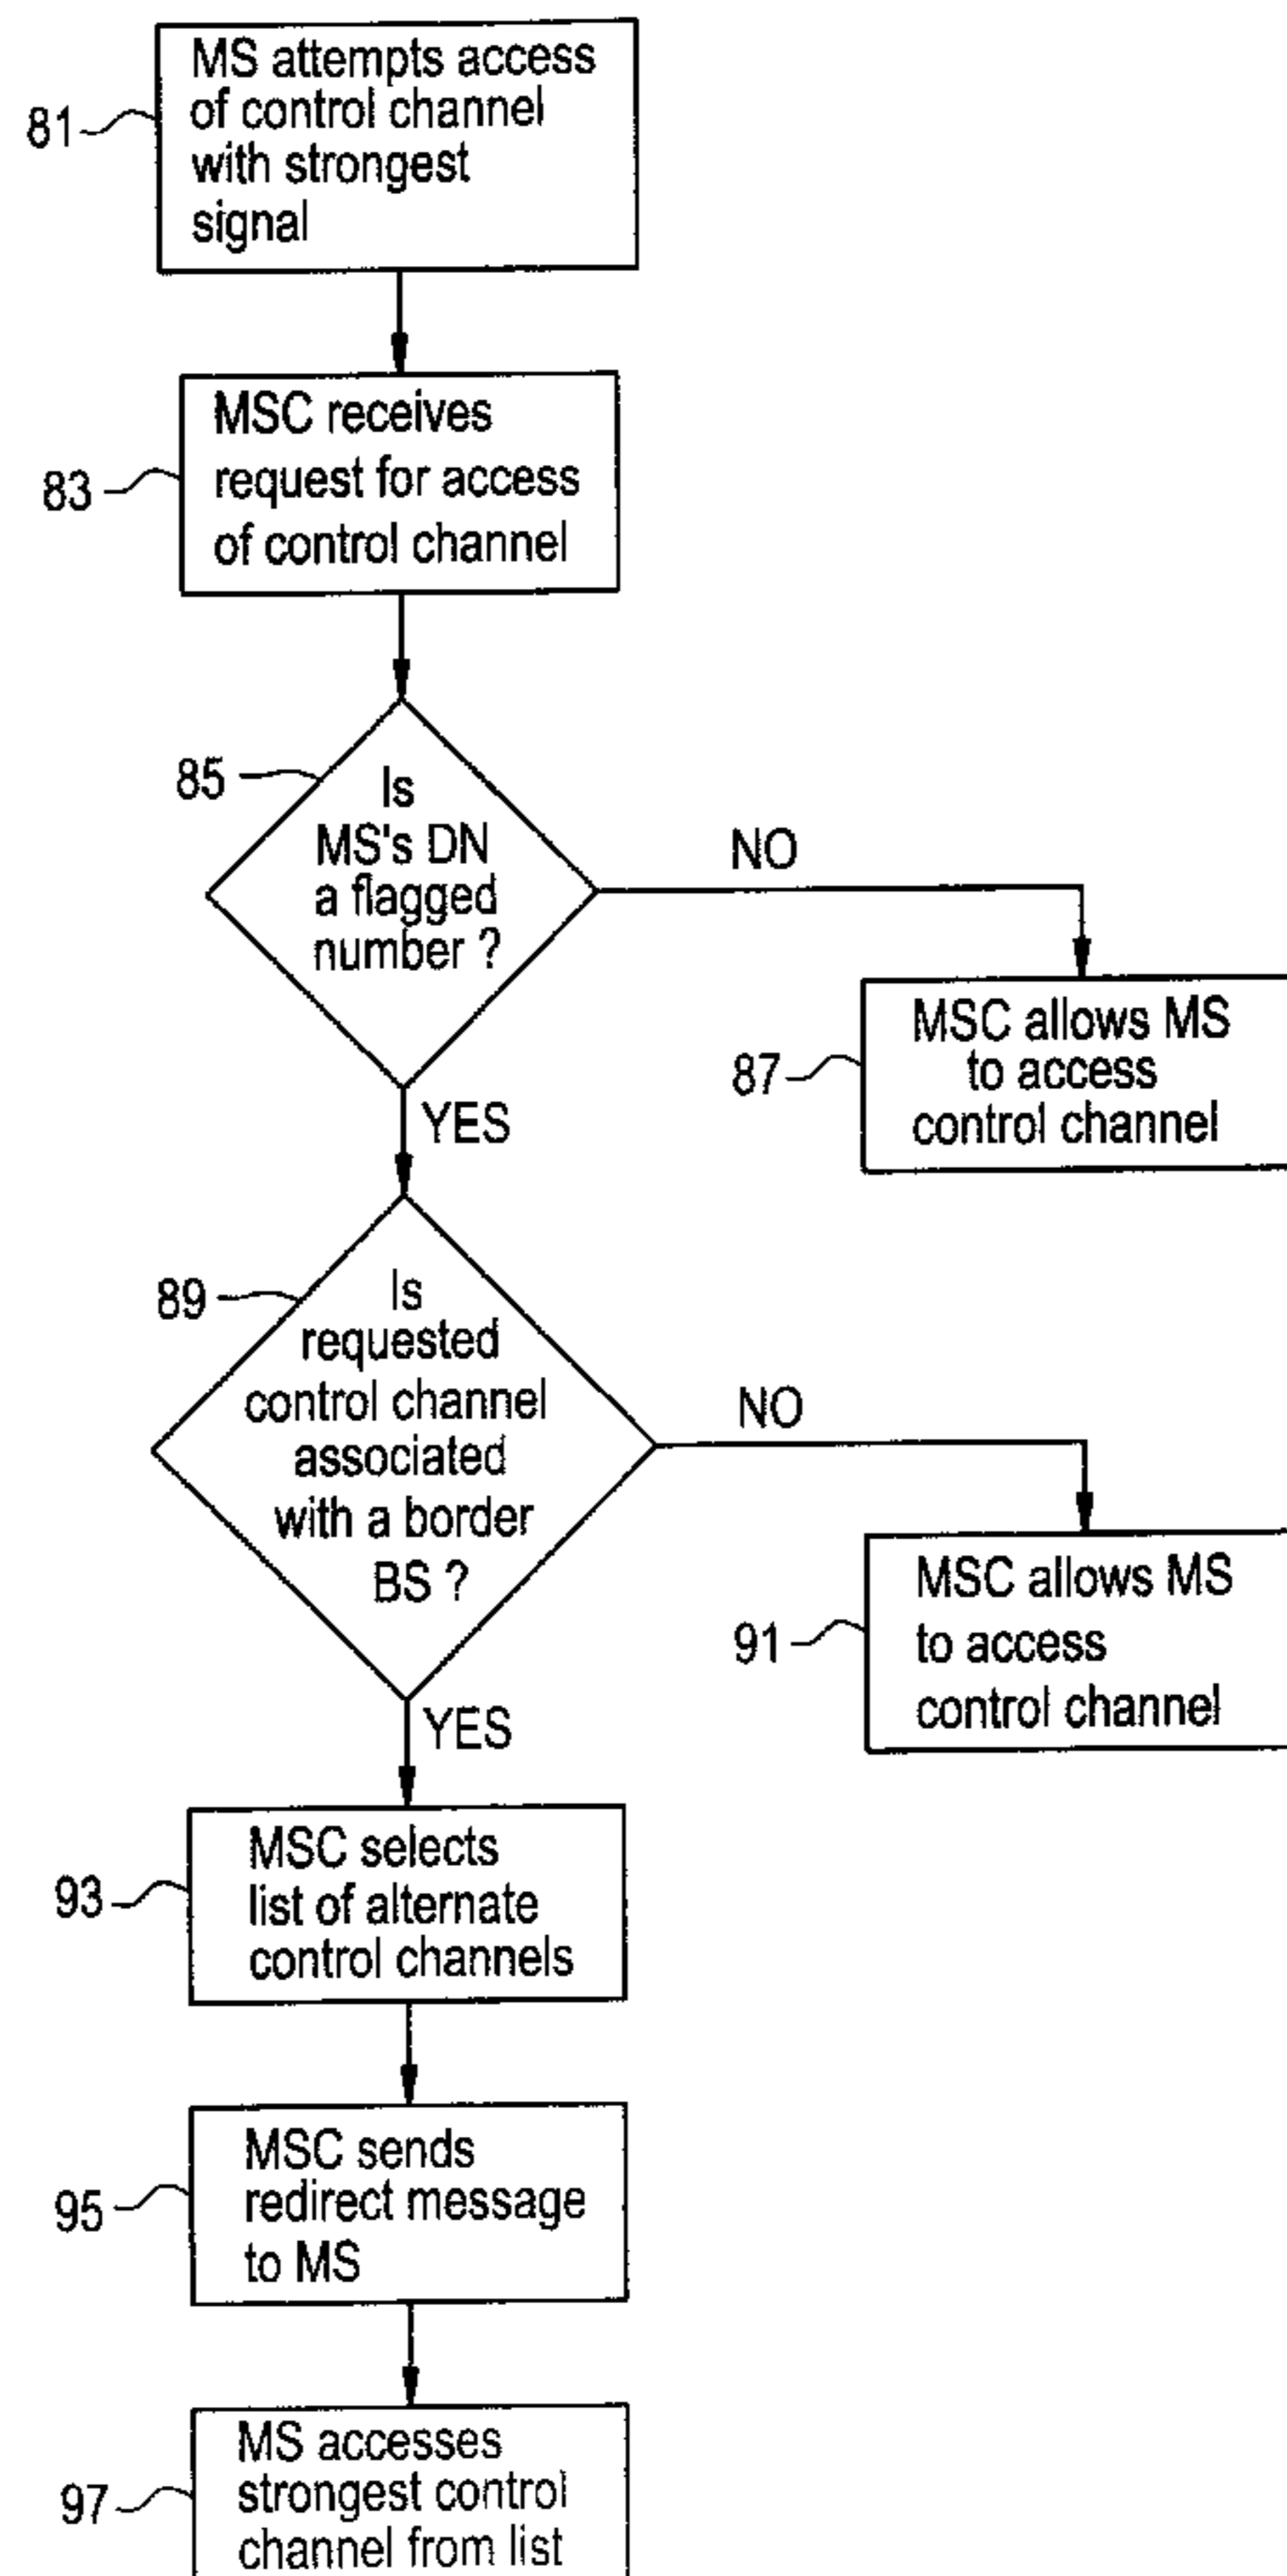 MS attempts access
of control channel
with strongest
signal
81
MSC receives
request for access
of control channel
83
85
Is
MS's DN
a flagged
number ?
NO
MSC allows MS
to access
control channel
87
YES
89
Is
requested
control channel
associated
with a border
BS ?
NO
MSC allows MS
to access
control channel
91
YES
MSC selects
list of alternate
control channels
93
MSC sends
redirect message
to MS
95
MS accesses
strongest control
channel from list
97